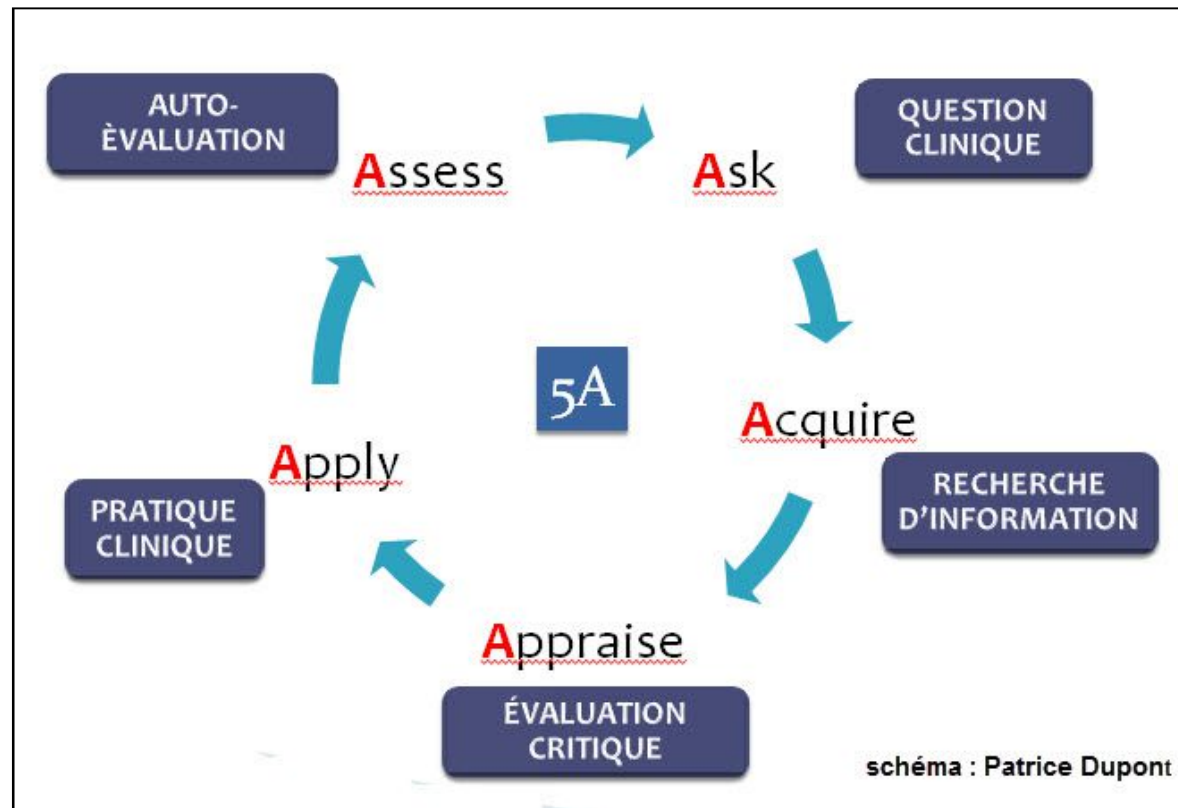 AUTO-
ÈVALUATION
Assess
Ask
QUESTION
CLINIQUE
5A
Acquire
RECHERCHE
D'INFORMATION
Apply
PRATIQUE
CLINIQUE
Appraise
ÉVALUATION
CRITIQUE
schéma : Patrice Dupont